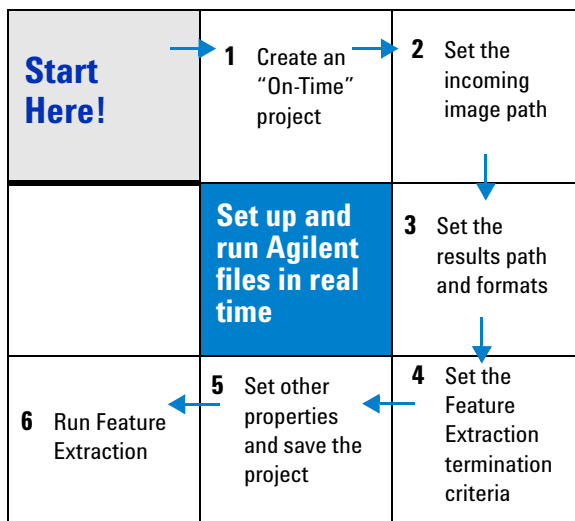 Start
Here!
1 Create an
“On-Time”
project
2 Set the
incoming
image path
Set up and
run Agilent
files in real
time
3 Set the
results path
and formats
4 Set the
Feature
Extraction
termination
criteria
5 Set other
properties
and save the
project
6 Run Feature
Extraction